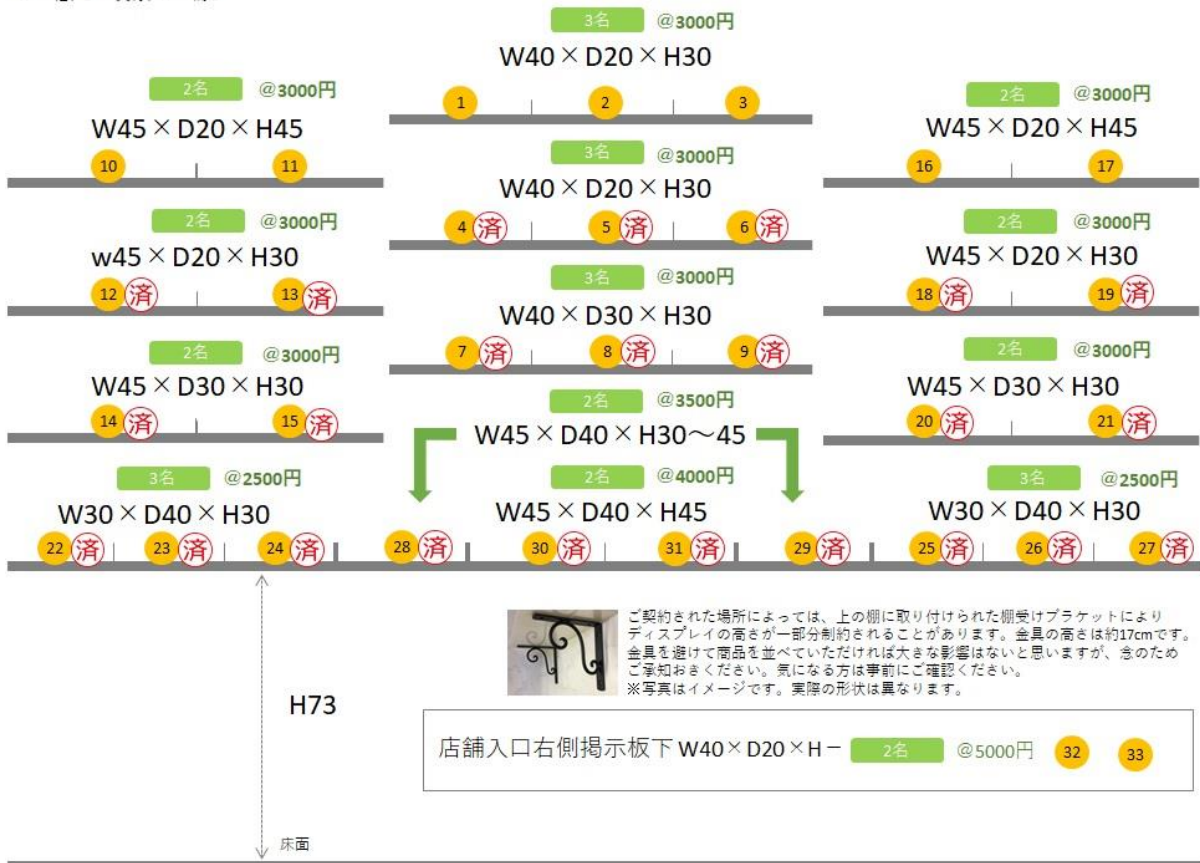 3名 @3000円
W40×D20×H30
1 2 3
2名 @3000円
W45×D20×H45
10 11
2名 @3000円
W45×D20×H45
16 17
3名 @3000円
W40×D20×H30
4 済 5 済 6 済
2名 @3000円
w45×D20×H30
12 済 13 済
2名 @3000円
W45×D20×H30
18 済 19 済
3名 @3000円
W40×D30×H30
7 済 8 済 9 済
2名 @3000円
W45×D30×H30
14 済 15 済
2名 @3000円
W45×D30×H30
20 済 21 済
2名 @3500円
W45×D40×H30～45
3名 @2500円
W30×D40×H30
2名 @4000円
W45×D40×H45
3名 @2500円
W30×D40×H30
22 済 23 済 24 済 28 済 30 済 31 済 29 済 25 済 26 済 27 済
ご契約された場所によっては、上の棚に取り付けられた棚受けブラケットにより
ディスプレイの高さが一部分制約されることがあります。金具の高さは約17cmです。
金具を避けて商品を並べていただければ大きな影響はないと思いますが、念のため
ご承知おきください。気になる方は事前にご確認ください。
※写真はイメージです。実際の形状は異なります。
H73
店舗入口右側掲示板下 W40×D20×H－ 2名 @5000円 32 33
床面